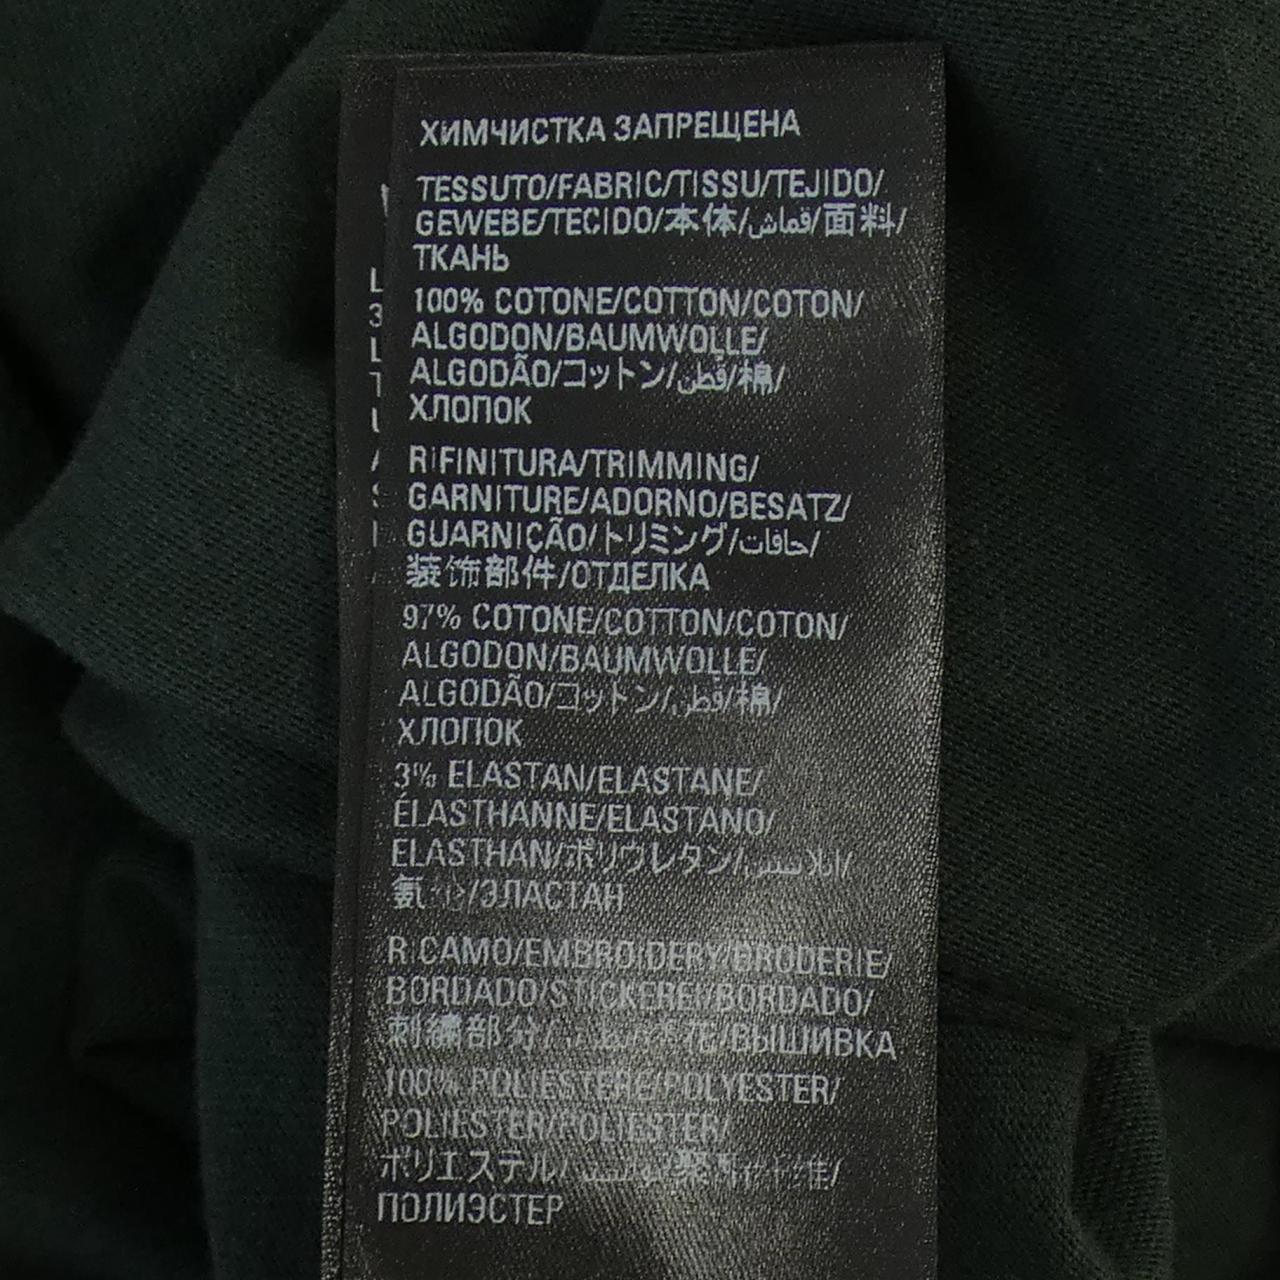 ХИМЧИСТКА ЗАПРЕЩЕНА
TESSUTO/FABRIC/TISSU/TEJIDO/
GEWEBE/TECIDO/本体/قماش/面料/
ТКАНЬ
100% COTONE/COTTON/COTON/
ALGODON/BAUMWOLLE/
ALGODÃO/コットン/قطن/棉/
ХЛОПОК
RIFINITURA/TRIMMING/
GARNITURE/ADORNO/BESATZ/
GUARNIÇÃO/トリミング/حافات/
装饰部件/ОТДЕЛКА
97% COTONE/COTTON/COTON/
ALGODON/BAUMWOLLE/
ALGODÃO/コットン/قطن/棉/
ХЛОПОК
3% ELASTAN/ELASTANE/
ÉLASTHANNE/ELASTANO/
ELASTHAN/ポリウレタン/
ЭЛАСТАН
RICAMO/EMBROIDERY/BRODERIE/
BORDADO/STICKEREI/BORDADO/
刺繍部分/ВЫШИВКА
100% POLIESTERE/POLYESTER/
POLIESTER/POLIESTER/
ポリエステル/
ПОЛИЭСТЕР